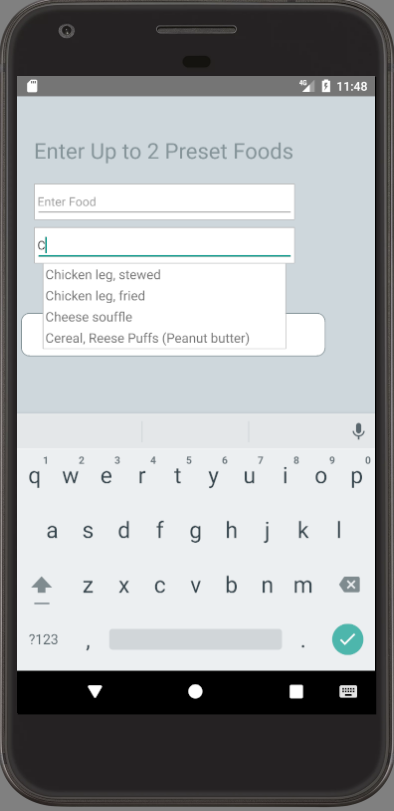 4G 11:48
Enter Up to 2 Preset Foods
Enter Food
C
Chicken leg, stewed
Chicken leg, fried
Cheese souffle
Cereal, Reese Puffs (Peanut butter)
1 2 3 4 5 6 7 8 9 0
q w e r t y u i o p
a s d f g h j k l
z x c v b n m
?123 , .